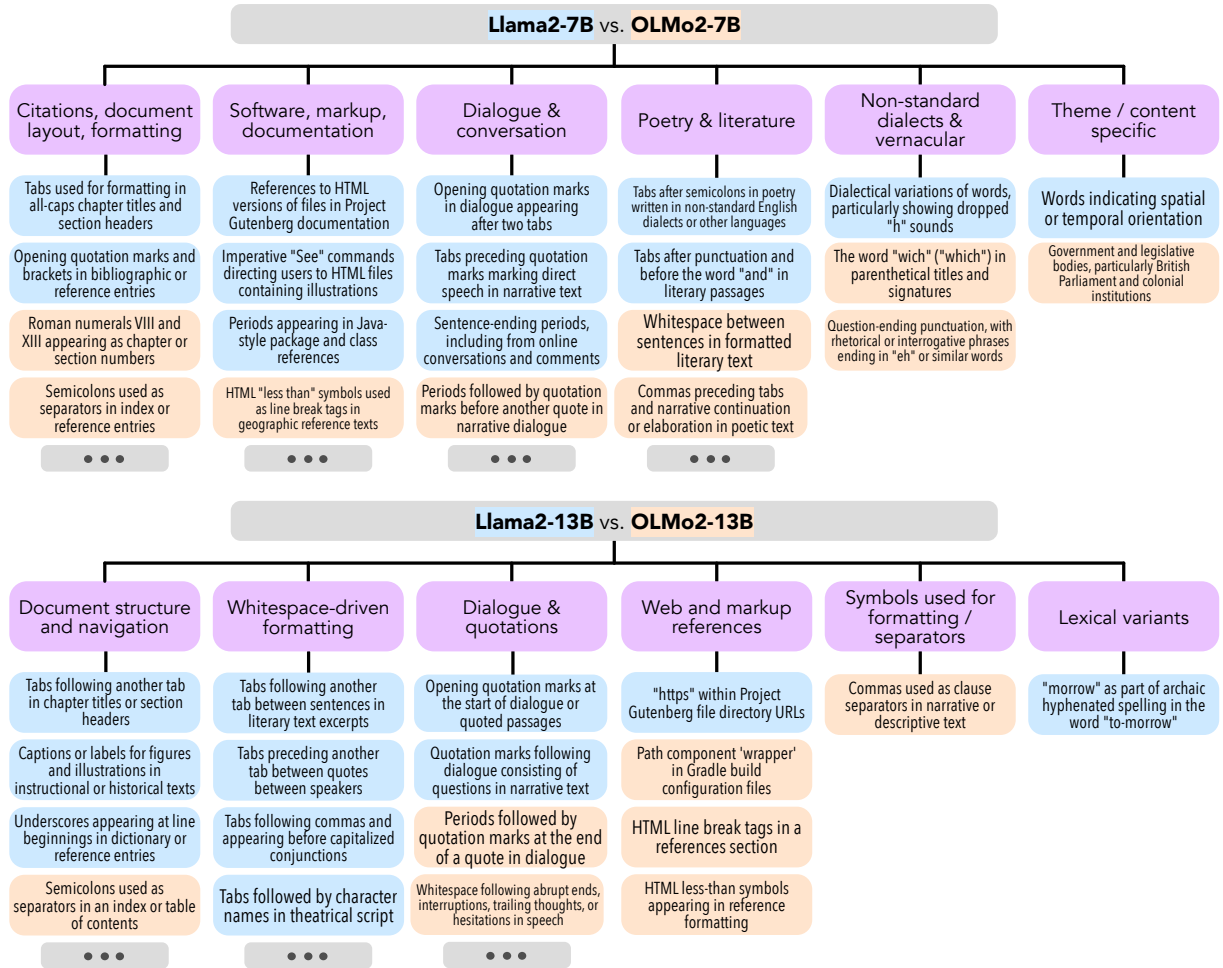 Llama2-7B vs. OLMo2-7B
Citations, document
layout, formatting
Tabs used for formatting in
all-caps chapter titles and
section headers
Opening quotation marks and
brackets in bibliographic or
reference entries
Roman numerals VIII and
XIII appearing as chapter or
section numbers
Semicolons used as
separators in index or
reference entries
Software, markup,
documentation
References to HTML
versions of files in Project
Gutenberg documentation
Imperative "See" commands
directing users to HTML files
containing illustrations
Periods appearing in Java-
style package and class
references
HTML "less than" symbols used
as line break tags in
geographic reference texts
Dialogue &
conversation
Opening quotation marks
in dialogue appearing
after two tabs
Tabs preceding quotation
marks marking direct
speech in narrative text
Sentence-ending periods,
including from online
conversations and comments
Periods followed by quotation
marks before another quote in
narrative dialogue
Poetry & literature
Tabs after semicolons in poetry
written in non-standard English
dialects or other languages
Tabs after punctuation and
before the word "and" in
literary passages
Whitespace between
sentences in formatted
literary text
Commas preceding tabs
and narrative continuation
or elaboration in poetic text
Non-standard
dialects &
vernacular
Dialectical variations of words,
particularly showing dropped
"h" sounds
The word "wich" ("which") in
parenthetical titles and
signatures
Question-ending punctuation, with
rhetorical or interrogative phrases
ending in "eh" or similar words
Theme / content
specific
Words indicating spatial
or temporal orientation
Government and legislative
bodies, particularly British
Parliament and colonial
institutions
Llama2-13B vs. OLMo2-13B
Document structure
and navigation
Tabs following another tab
in chapter titles or section
headers
Captions or labels for figures
and illustrations in
instructional or historical texts
Underscores appearing at line
beginnings in dictionary or
reference entries
Semicolons used as
separators in an index or table
of contents
Whitespace-driven
formatting
Tabs following another
tab between sentences in
literary text excerpts
Tabs preceding another
tab between quotes
between speakers
Tabs following commas and
appearing before capitalized
conjunctions
Tabs followed by character
names in theatrical script
Dialogue &
quotations
Opening quotation marks at
the start of dialogue or
quoted passages
Quotation marks following
dialogue consisting of
questions in narrative text
Periods followed by
quotation marks at the end
of a quote in dialogue
Whitespace following abrupt ends,
interruptions, trailing thoughts, or
hesitations in speech
Web and markup
references
"https" within Project
Gutenberg file directory URLs
Path component 'wrapper'
in Gradle build
configuration files
HTML line break tags in a
references section
HTML less-than symbols
appearing in reference
formatting
Symbols used for
formatting /
separators
Commas used as clause
separators in narrative or
descriptive text
Lexical variants
"morrow" as part of archaic
hyphenated spelling in the
word "to-morrow"